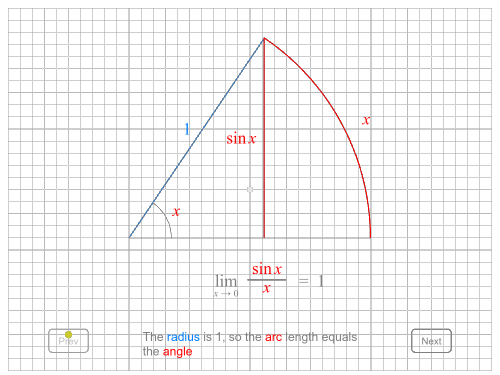 1
sin x
x
x
lim x→0 sin x / x = 1
Prev
The radius is 1, so the arc length equals
the angle
Next